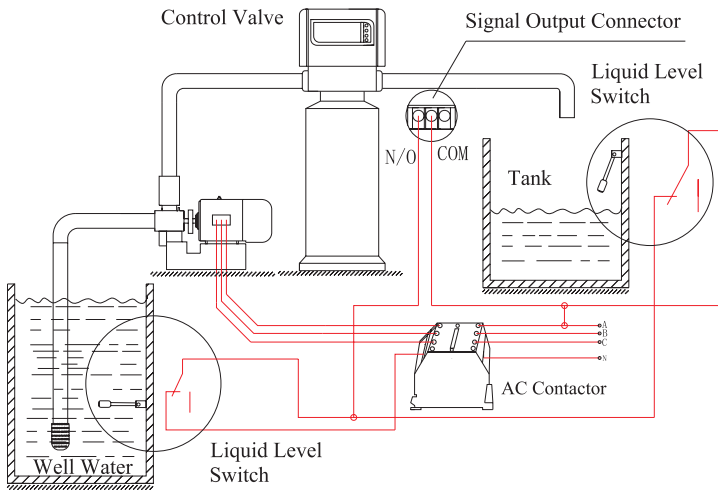 Control Valve
Signal Output Connector
Liquid Level
Switch
N/O
COM
Tank
A
B
C
N
AC Contactor
Liquid Level
Switch
Well Water